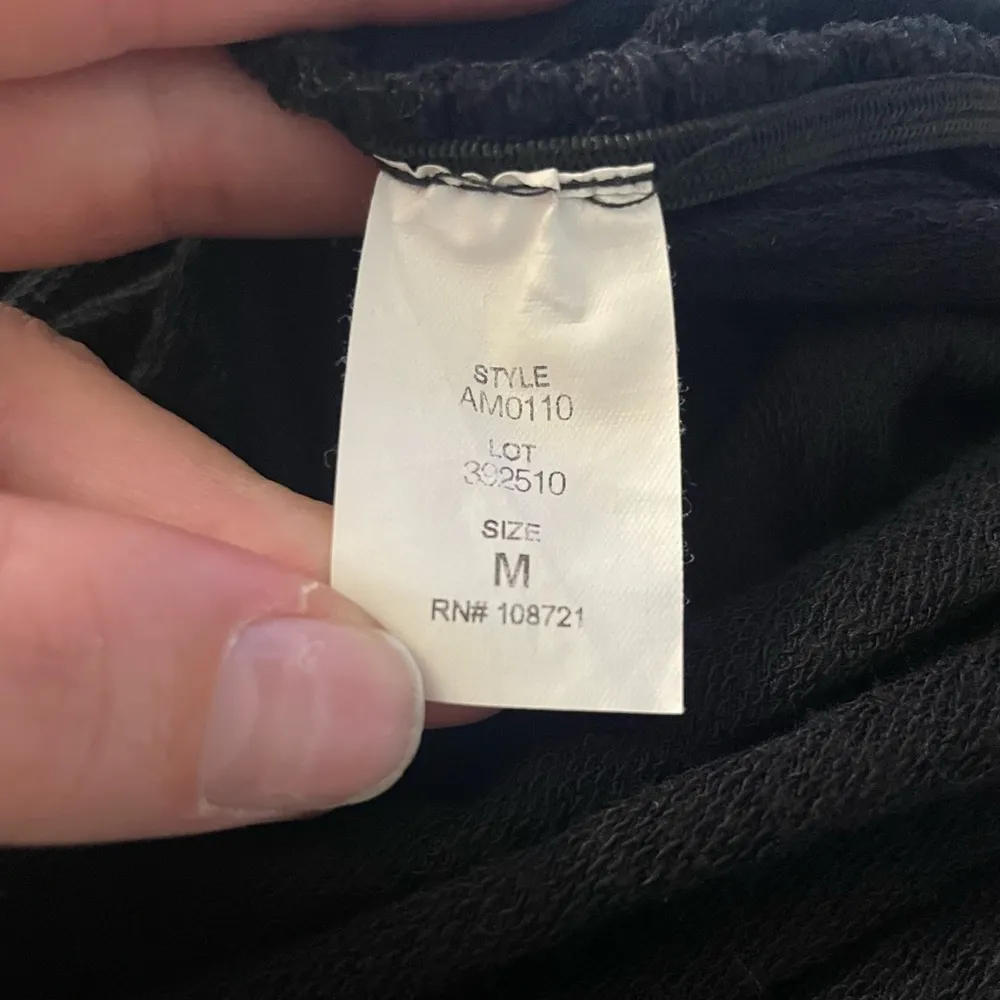 STYLE
AM0110
LOT
392510
SIZE
M
RN# 108721